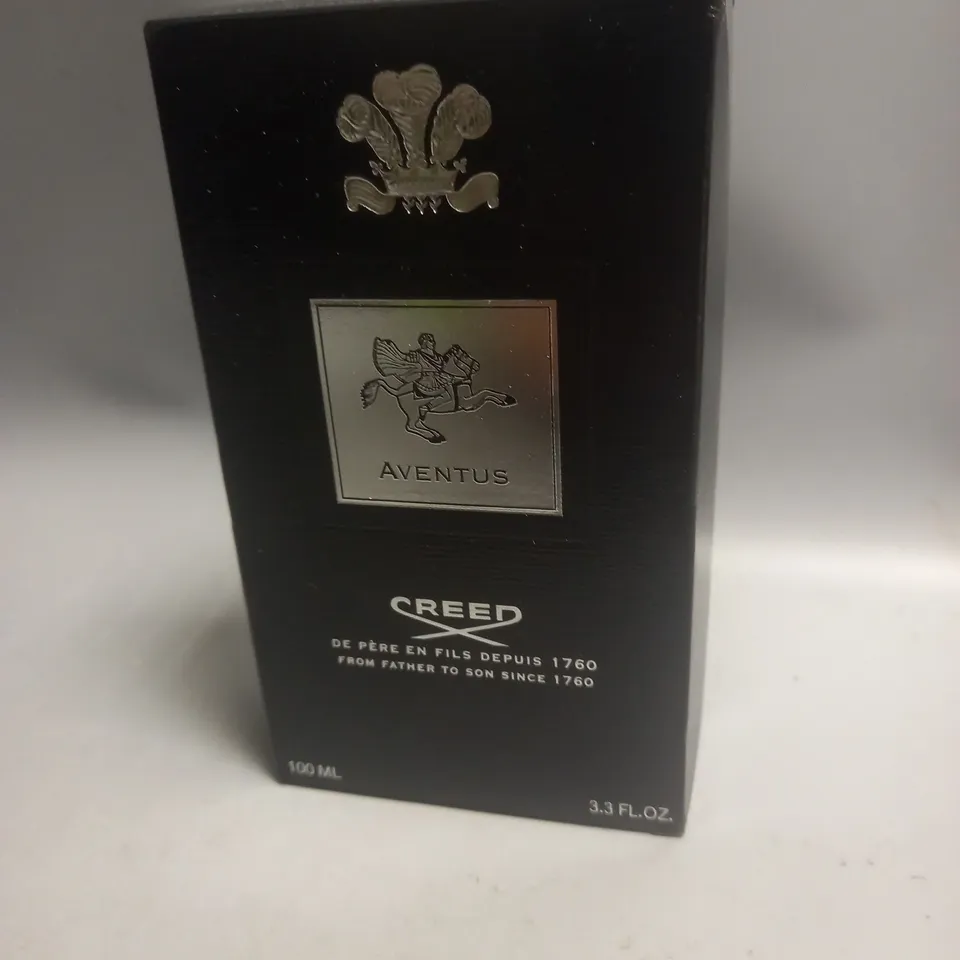 AVENTUS
CREED
DE PÈRE EN FILS DEPUIS 1760
FROM FATHER TO SON SINCE 1760
100 ML
3.3 FL.OZ.